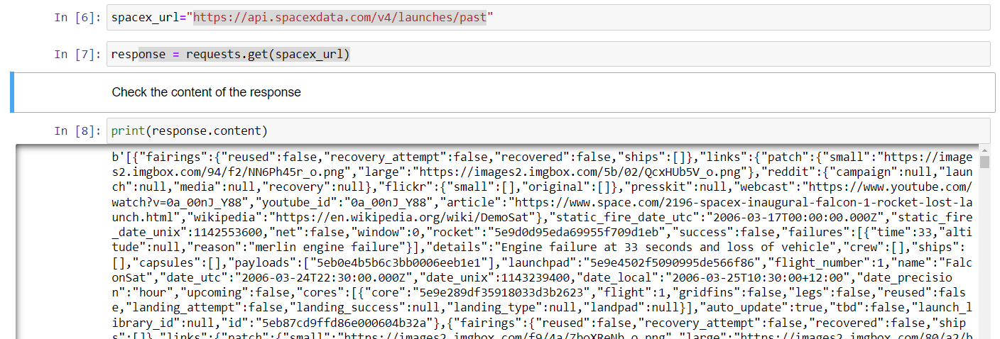 In [6]: spacex_url="https://api.spacexdata.com/v4/launches/past"
In [7]: response = requests.get(spacex_url)
Check the content of the response
In [8]: print(response.content)
b'[{"fairings":{"reused":false,"recovery_attempt":false,"recovered":false,"ships":[]},"links":{"patch":{"small":"https://image
s2.imgbox.com/94/f2/NN6Ph45r_o.png","large":"https://images2.imgbox.com/5b/02/QcxHUb5V_o.png"},"reddit":{"campaign":null,"laun
ch":null,"media":null,"recovery":null},"flickr":{"small":[],"original":[]},"presskit":null,"webcast":"https://www.youtube.com/
watch?v=0a_00nJ_Y88","youtube_id":"0a_00nJ_Y88","article":"https://www.space.com/2196-spacex-inaugural-falcon-1-rocket-lost-la
unch.html","wikipedia":"https://en.wikipedia.org/wiki/DemoSat"},"static_fire_date_utc":"2006-03-17T00:00:00.000Z","static_fire
_date_unix":1142553600,"net":false,"window":0,"rocket":"5e9d0d95eda69955f709d1eb","success":false,"failures":[{"time":33,"alti
tude":null,"reason":"merlin engine failure"}],"details":"Engine failure at 33 seconds and loss of vehicle","crew":[],"ships":
[],"capsules":[],"payloads":["5eb0e4b5b6c3bb0006eeb1e1"],"launchpad":"5e9e4502f5090995de566f86","flight_number":1,"name":"Falc
onSat","date_utc":"2006-03-24T22:30:00.000Z","date_unix":1143239400,"date_local":"2006-03-25T10:30:00+12:00","date_precisio
n":"hour","upcoming":false,"cores":[{"core":"5e9e289df35918033d3b2623","flight":1,"gridfins":false,"legs":false,"reused":fals
e,"landing_attempt":false,"landing_success":null,"landing_type":null,"landpad":null}],"auto_update":true,"tbd":false,"launch_l
ibrary_id":null,"id":"5eb87cd9ffd86e000604b32a"},{"fairings":{"reused":false,"recovery_attempt":false,"recovered":false,"ship
s":[]},"links":{"patch":{"small":"https://images2.imgbox.com/f9/4a/ZboXReNb_o.png","large":"https://images2.imgbox.com/80/a2/b